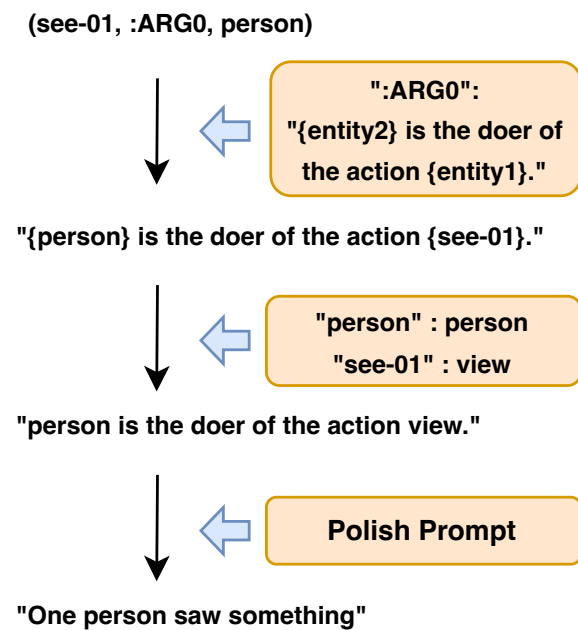 (see-01, :ARG0, person)
":ARG0":
"{entity2} is the doer of
the action {entity1}."
"{person} is the doer of the action {see-01}."
"person" : person
"see-01" : view
"person is the doer of the action view."
Polish Prompt
"One person saw something"